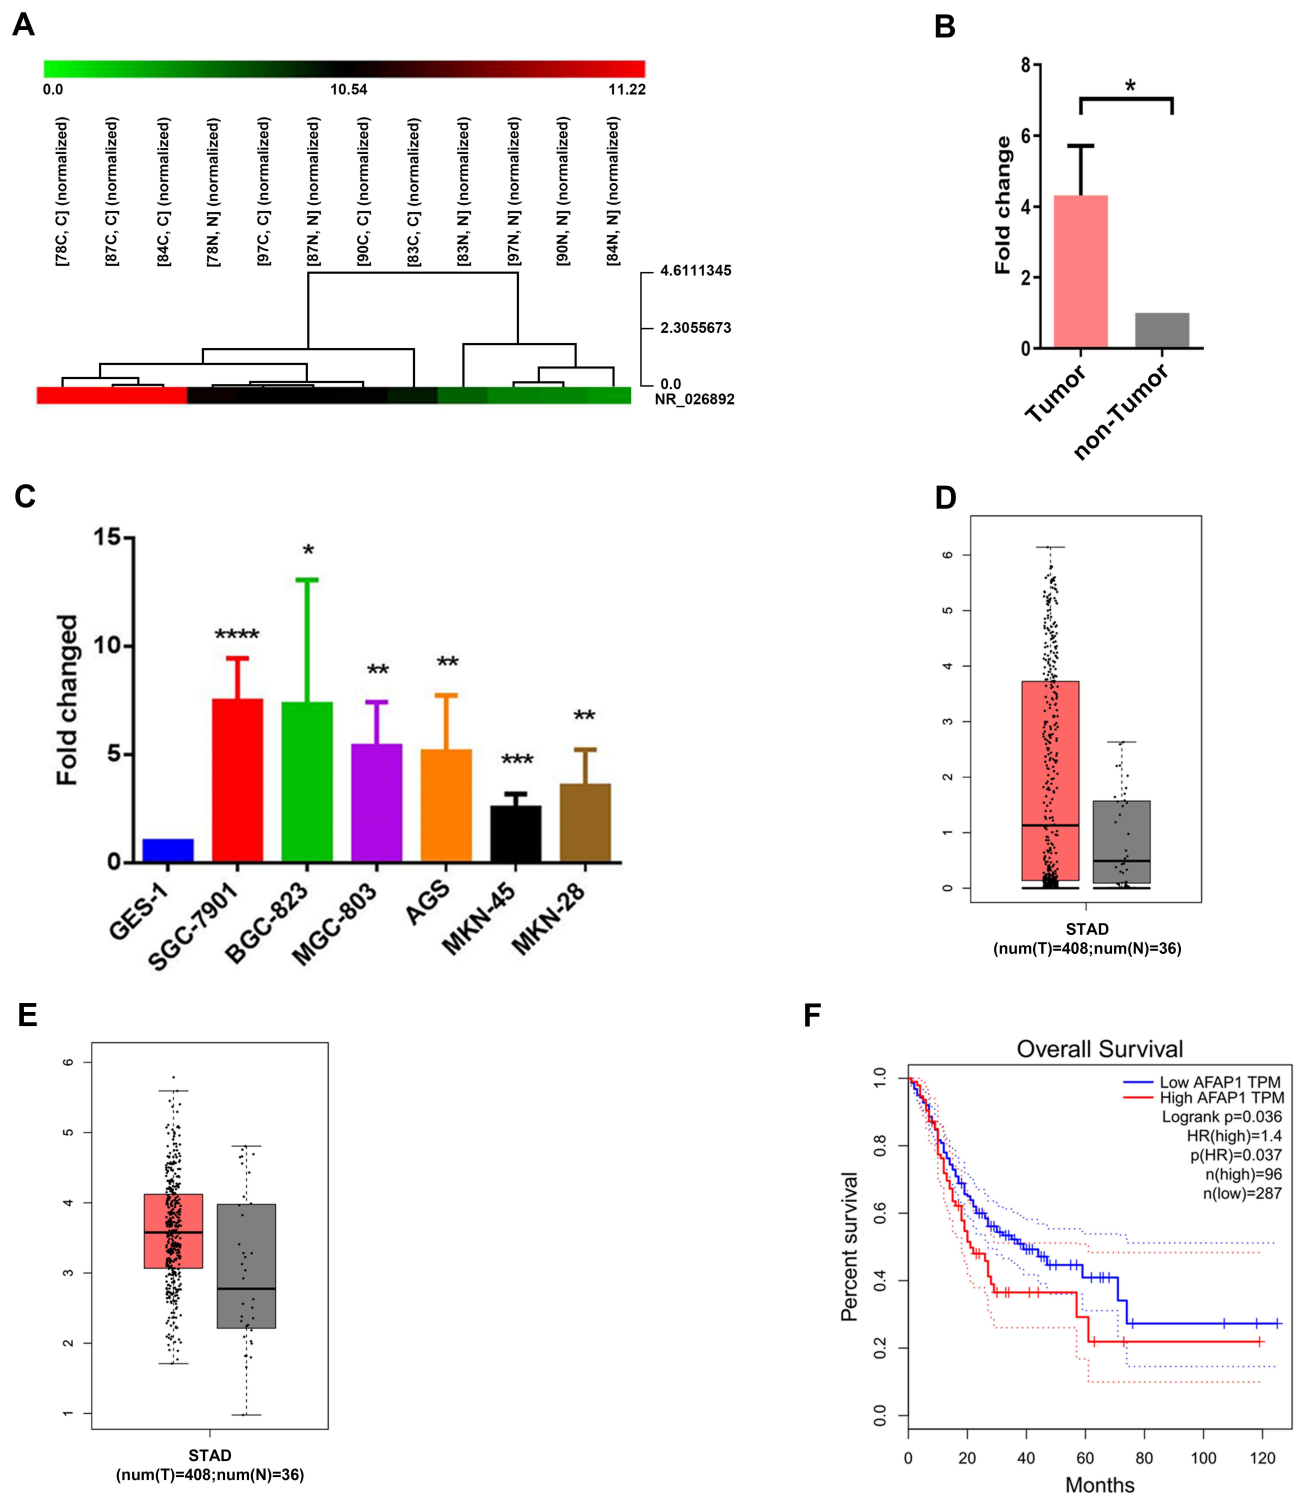 A
0.0 10.54 11.22
[78C, C] (normalized)
[87C, C] (normalized)
[84C, C] (normalized)
[78N, N] (normalized)
[97C, C] (normalized)
[87N, N] (normalized)
[90C, C] (normalized)
[83C, C] (normalized)
[83N, N] (normalized)
[97N, N] (normalized)
[90N, N] (normalized)
[84N, N] (normalized)
4.6111345
2.3055673
0.0
NR_026892
B
Fold change
8
6
4
2
0
*
Tumor
non-Tumor
C
Fold changed
15
10
5
0
****
*
**
**
***
**
GES-1
SGC-7901
BGC-823
MGC-803
AGS
MKN-45
MKN-28
D
6
5
4
3
2
1
0
STAD
(num(T)=408;num(N)=36)
E
6
5
4
3
2
1
STAD
(num(T)=408;num(N)=36)
F
Overall Survival
Low AFAP1 TPM
High AFAP1 TPM
Logrank p=0.036
HR(high)=1.4
p(HR)=0.037
n(high)=96
n(low)=287
Percent survival
1.0
0.8
0.6
0.4
0.2
0.0
0 20 40 60 80 100 120
Months